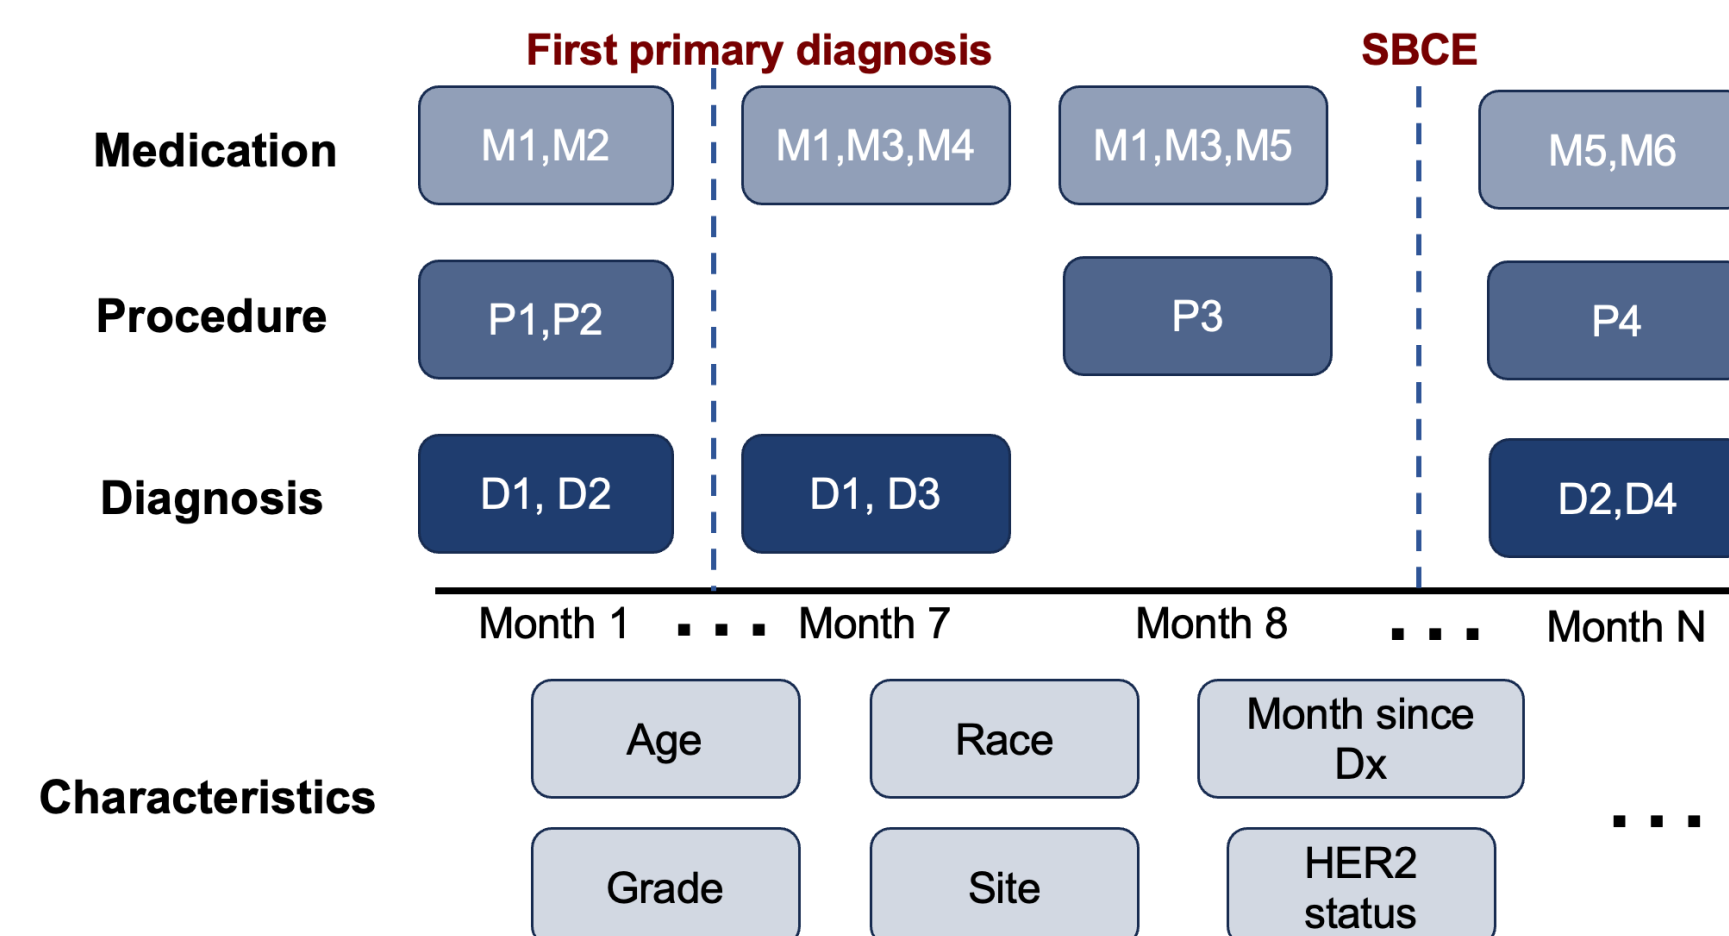 First primary diagnosis
SBCE
Medication
M1,M2
M1,M3,M4
M1,M3,M5
M5,M6
Procedure
P1,P2
P3
P4
Diagnosis
D1, D2
D1, D3
D2,D4
Month 1
...
Month 7
Month 8
...
Month N
Characteristics
Age
Race
Month since
Dx
...
Grade
Site
HER2
status